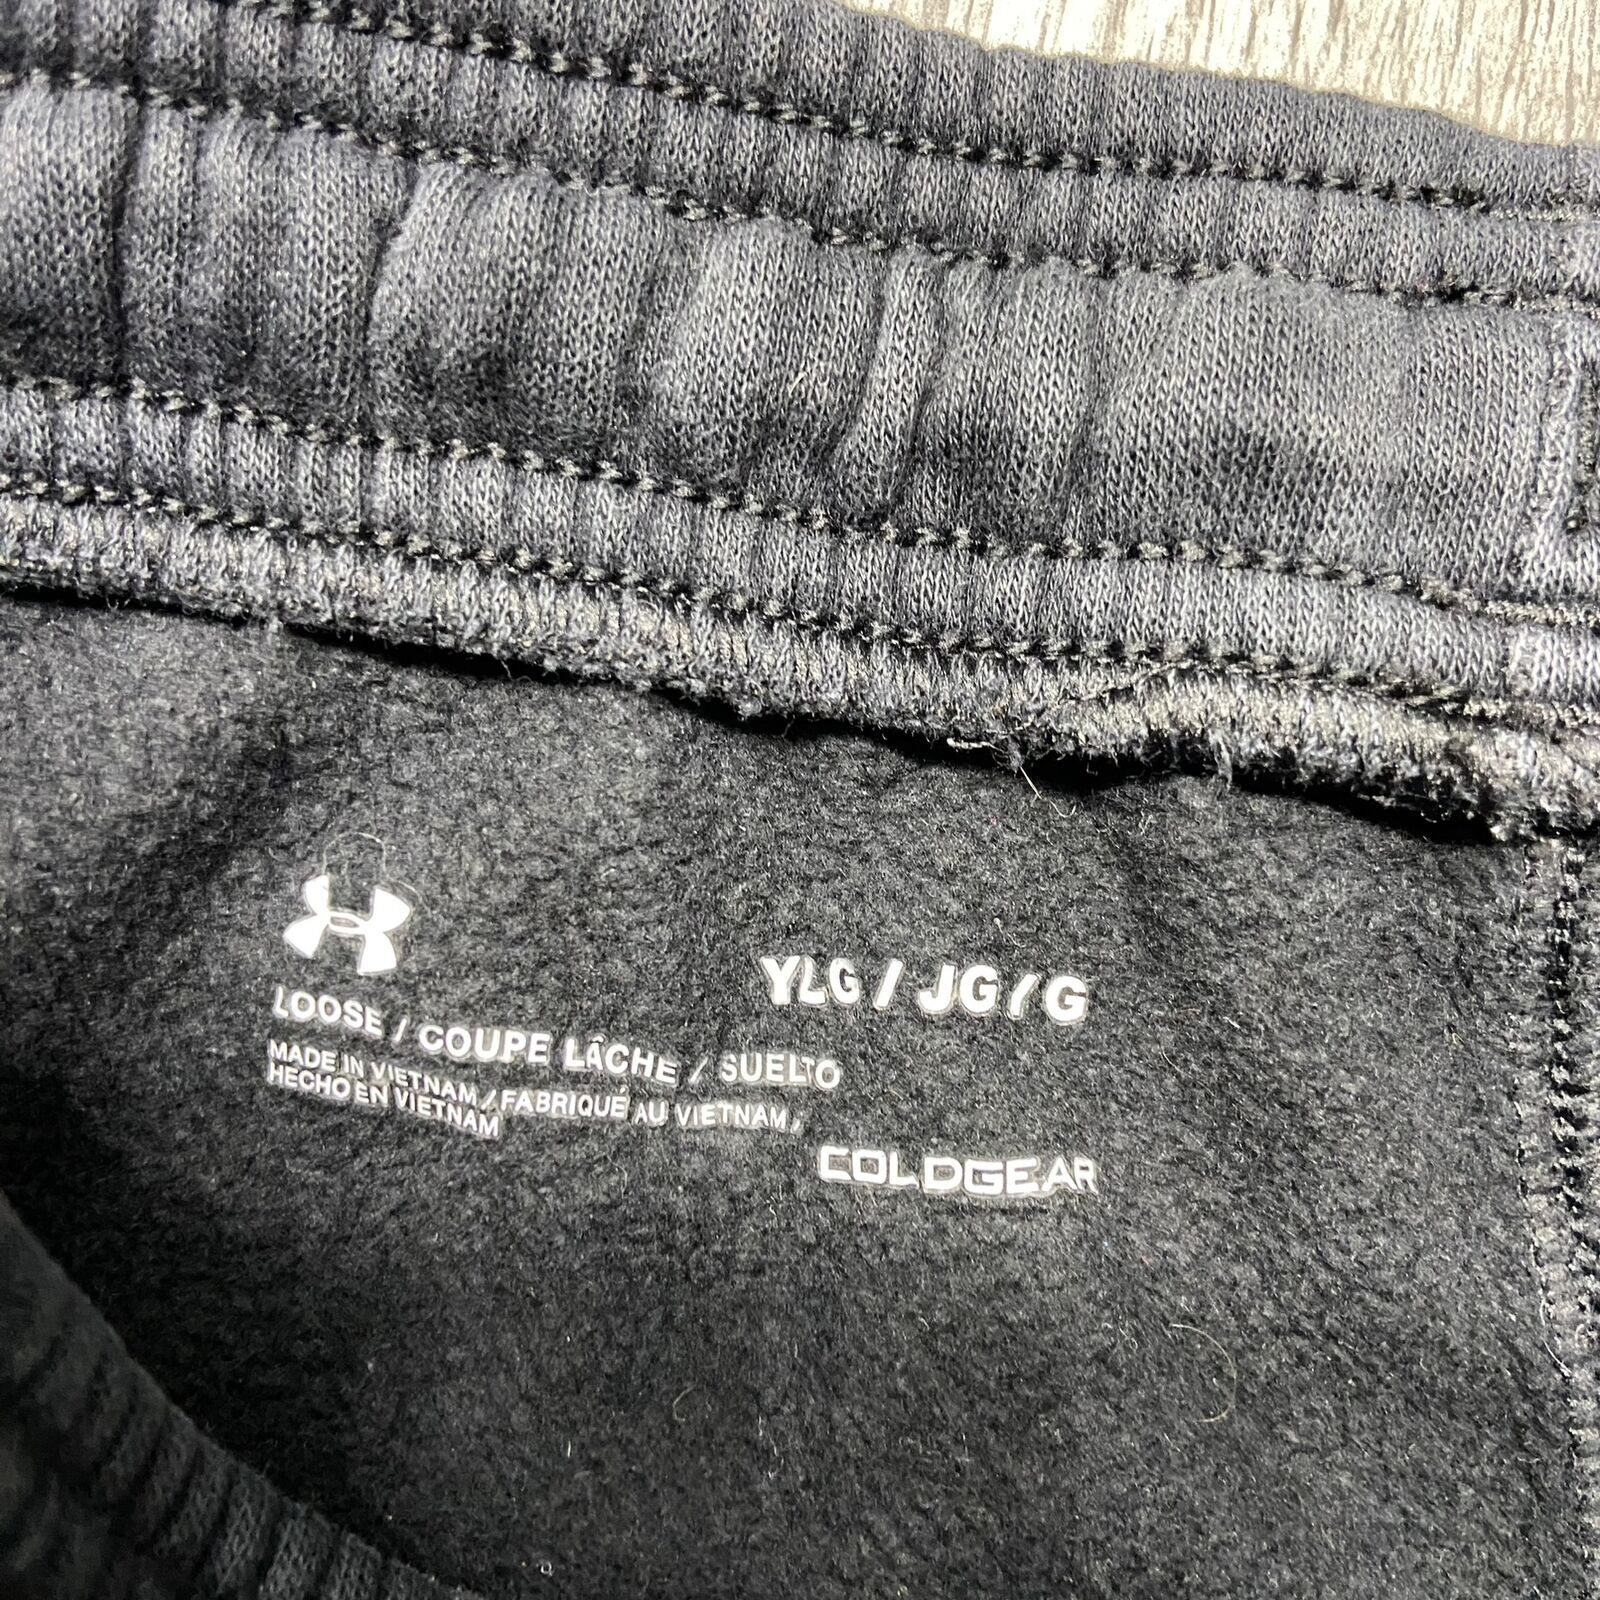 YLG / JG / G
LOOSE / COUPE LÂCHE / SUELTO
MADE IN VIETNAM / FABRIQUÉ AU VIETNAM /
HECHO EN VIETNAM
COLDGEAR